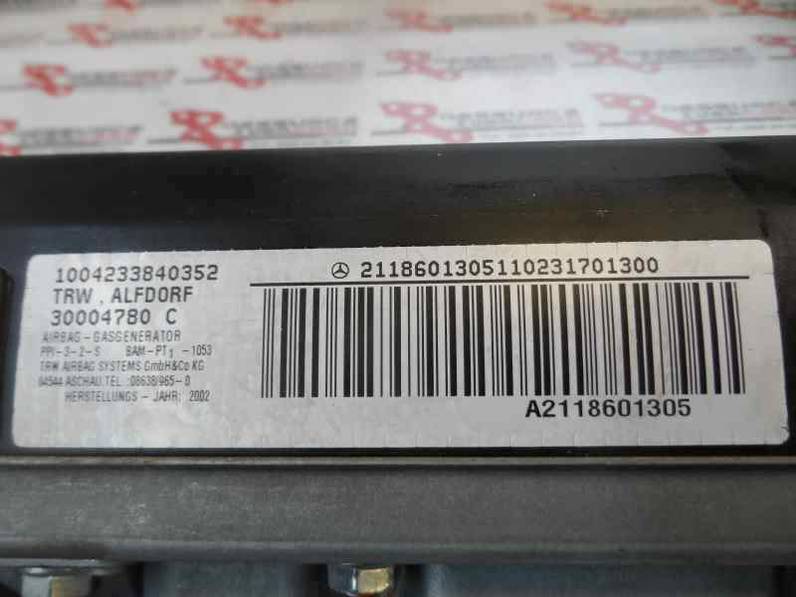 1004233840352
TRW , ALFDORF
30004780 C
AIRBAG - GASGENERATOR
PPI-3-2-S BAM-PT1 -1053
TRW AIRBAG SYSTEMS GmbH&Co KG
84544 ASCHAU TEL :08638/965-0
HERSTELLUNGS - JAHR: 2002
2118601305110231701300
A2118601305